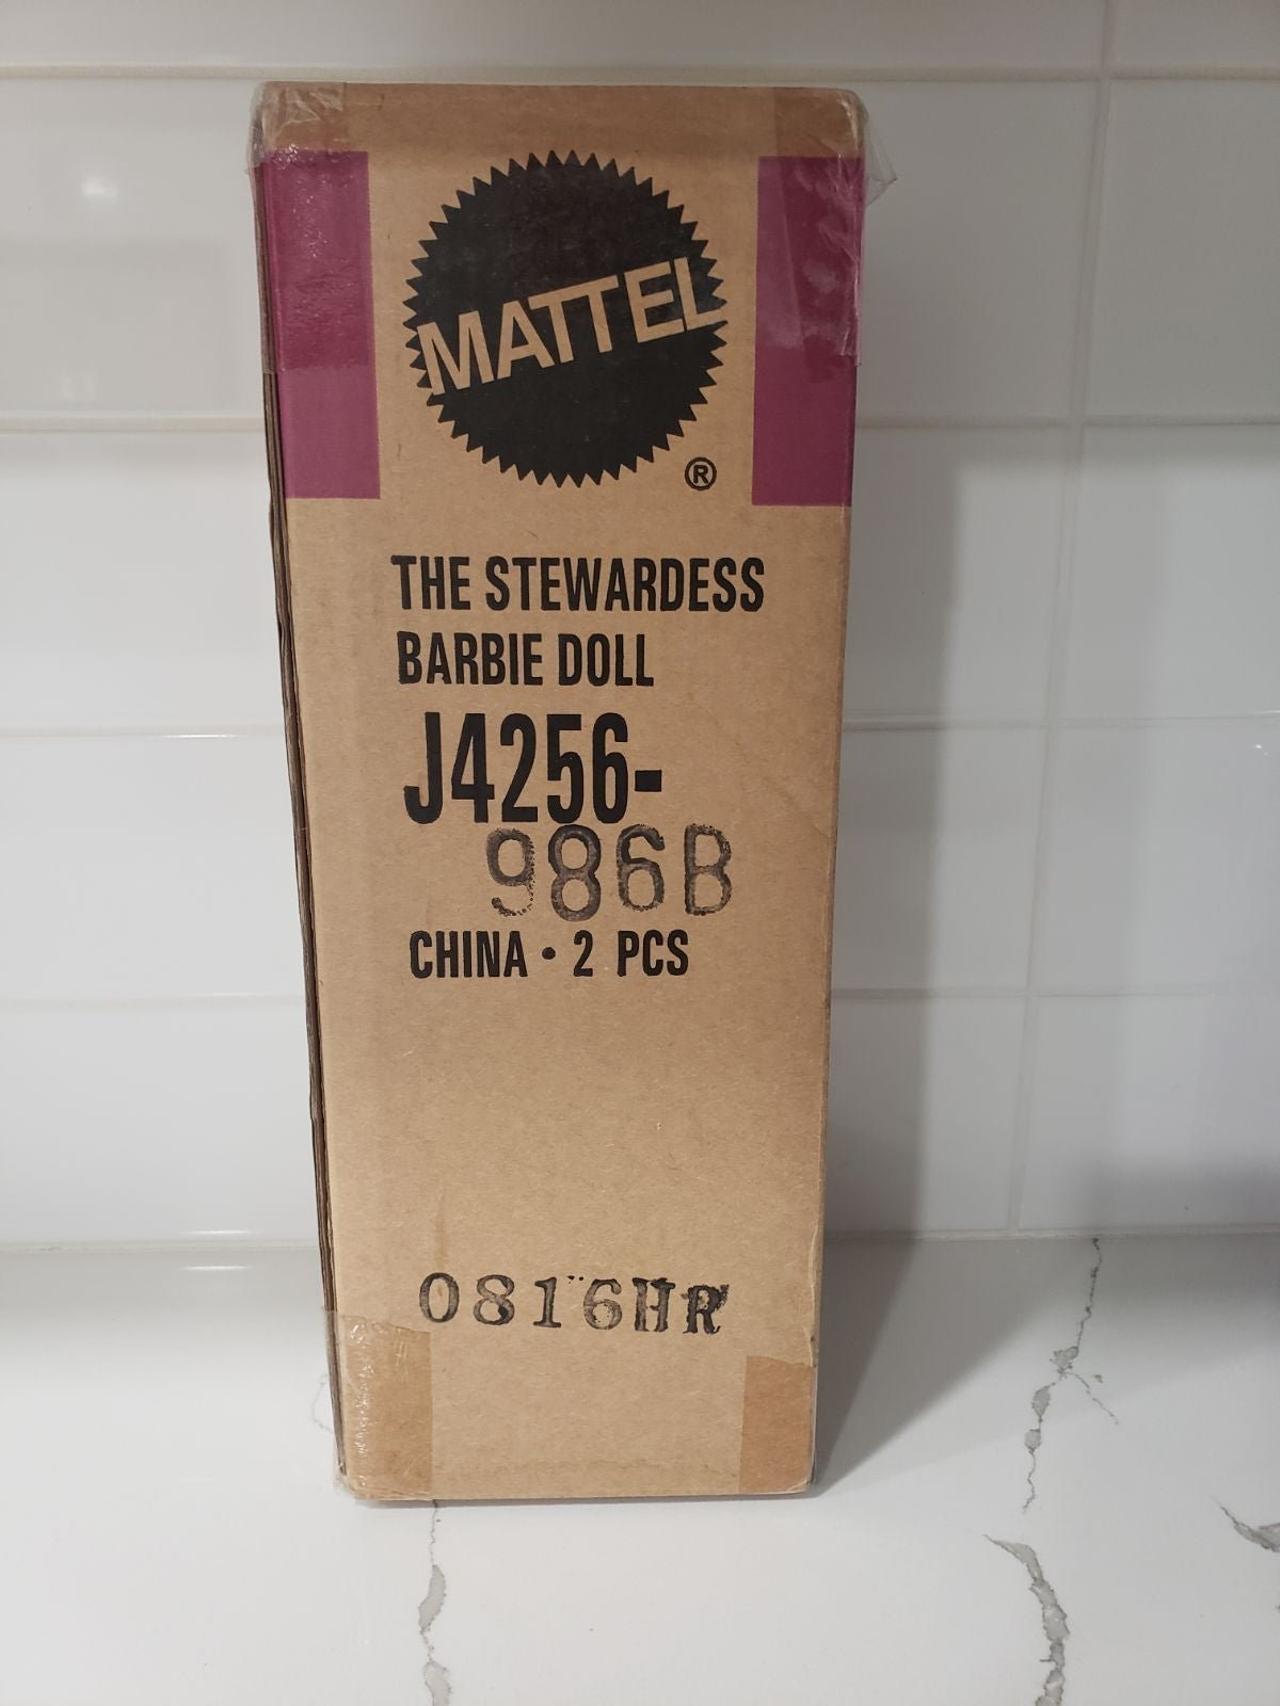 MATTEL
®
THE STEWARDESS
BARBIE DOLL
J4256-
986B
CHINA • 2 PCS
0816HR